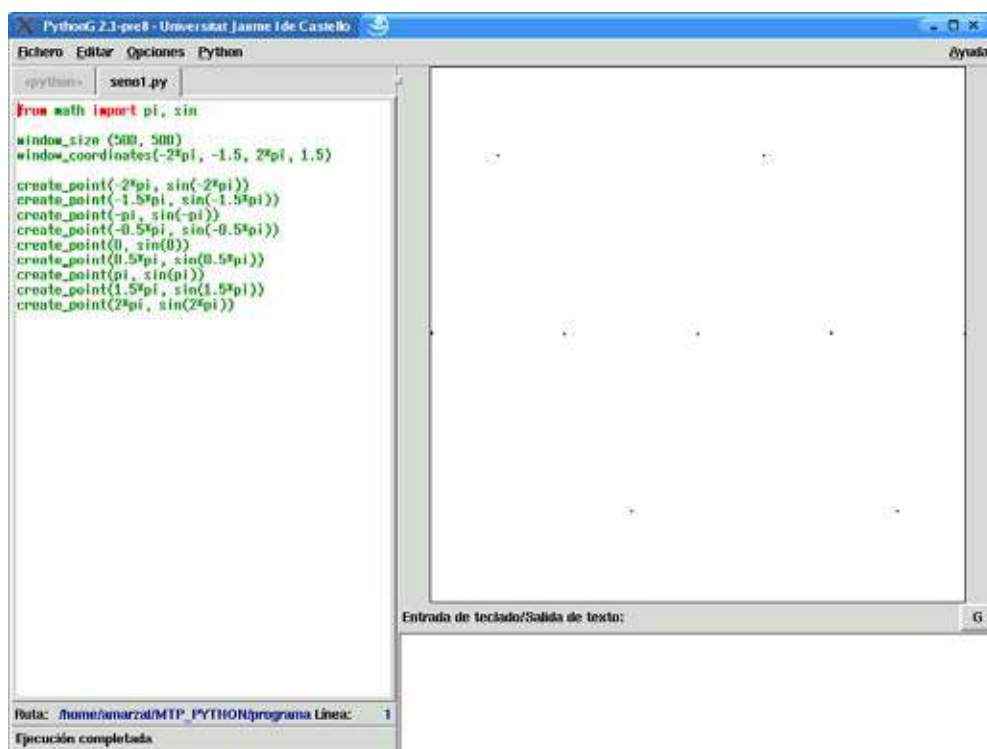 PythonG 2.1-pre8 - Universitat Jaume I de Castello
Fichero Editar Opciones Python Ayuda
<python> seno1.py
from math import pi, sin
window_size (500, 500)
window_coordinates(-2*pi, -1.5, 2*pi, 1.5)
create_point(-2*pi, sin(-2*pi))
create_point(-1.5*pi, sin(-1.5*pi))
create_point(-pi, sin(-pi))
create_point(-0.5*pi, sin(-0.5*pi))
create_point(0, sin(0))
create_point(0.5*pi, sin(0.5*pi))
create_point(pi, sin(pi))
create_point(1.5*pi, sin(1.5*pi))
create_point(2*pi, sin(2*pi))
Entrada de teclado/Salida de texto: G
Ruta: /home/amarzal/MTP_PYTHON/programa Línea: 1
Ejecución completada